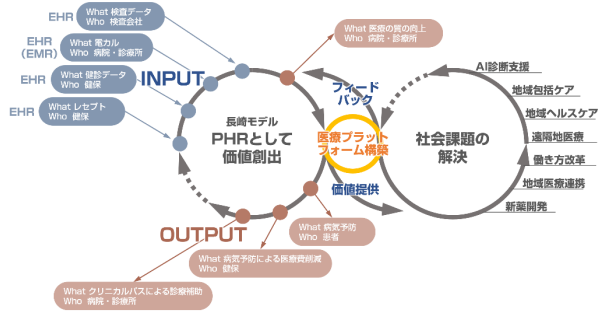 EHR
What 検査データ
Who 検査会社
EHR
(EMR)
What 電カル
Who 病院・診療所
EHR
What 健診データ
Who 健保
EHR
What レセプト
Who 健保
INPUT
What 医療の質の向上
Who 病院・診療所
長崎モデル
PHRとして
価値創出
フィード
バック
医療プラット
フォーム構築
価値提供
社会課題の
解決
AI診断支援
地域包括ケア
地域ヘルスケア
遠隔地医療
働き方改革
地域医療連携
新薬開発
OUTPUT
What 病気予防
Who 患者
What 病気予防による医療費削減
Who 健保
What クリニカルパスによる診療補助
Who 病院・診療所